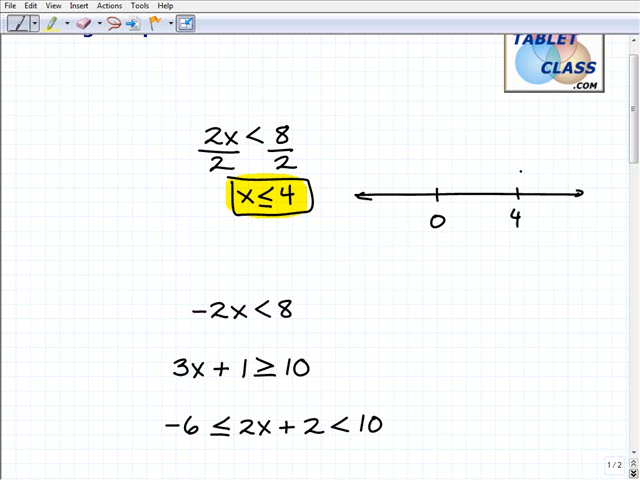 File Edit View Insert Actions Tools Help
TABLET
CLASS
.COM
2x < 8
2 2
x ≤ 4
0 4
-2x < 8
3x + 1 ≥ 10
-6 ≤ 2x + 2 < 10
1/2